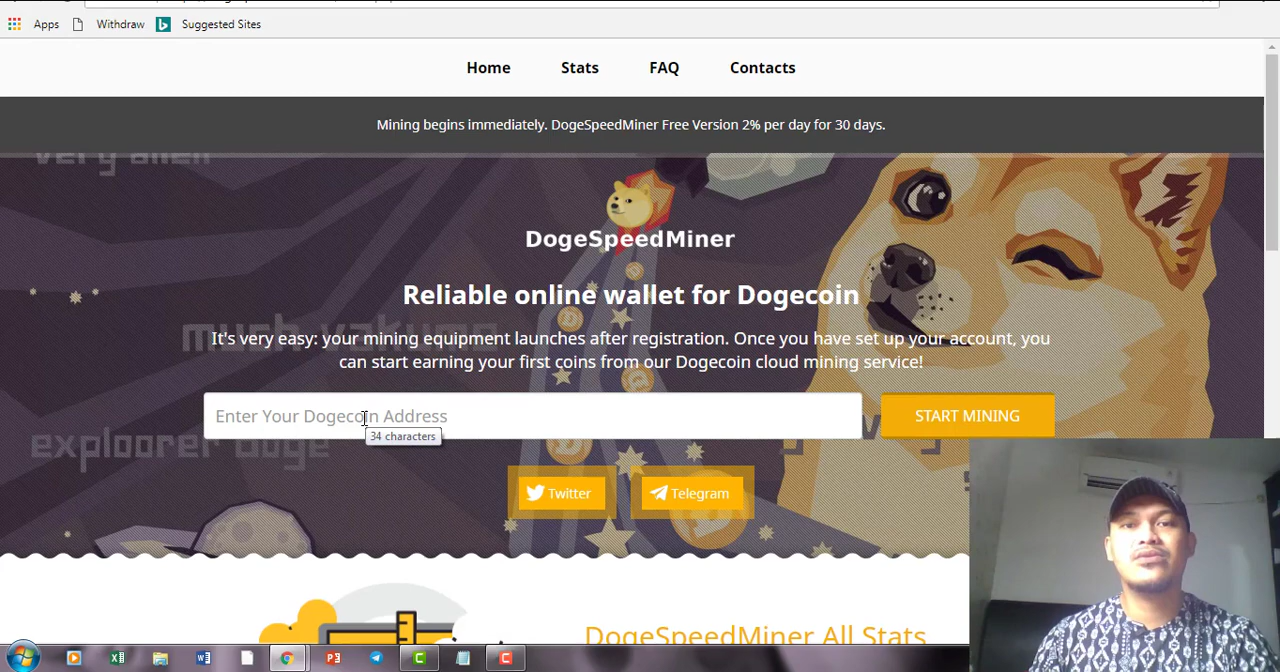 Apps Withdraw Suggested Sites
Home Stats FAQ Contacts
Mining begins immediately. DogeSpeedMiner Free Version 2% per day for 30 days.
DogeSpeedMiner
Reliable online wallet for Dogecoin
It's very easy: your mining equipment launches after registration. Once you have set up your account, you
can start earning your first coins from our Dogecoin cloud mining service!
Enter Your Dogecoin Address
START MINING
34 characters
explorer doge
Twitter Telegram
DogeSpeedMiner All Stats